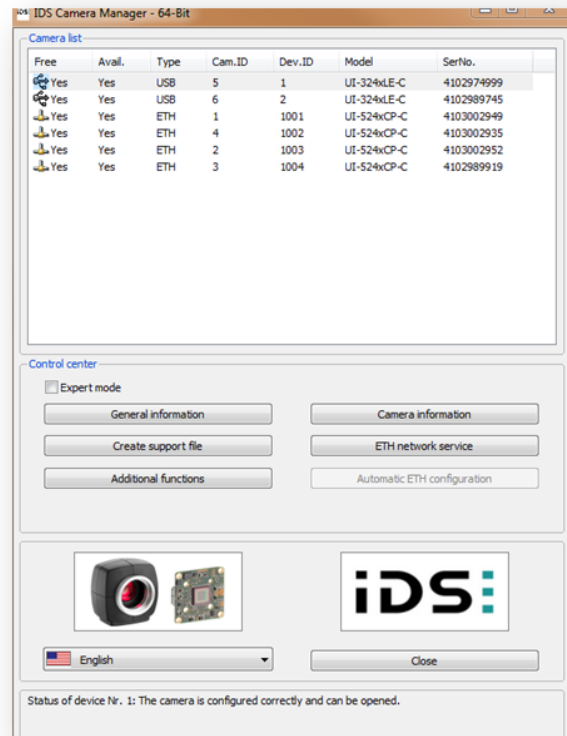 IDS Camera Manager - 64-Bit
Camera list
Free Avail. Type Cam.ID Dev.ID Model SerNo.
Yes Yes USB 5 1 UI-324xLE-C 4102974999
Yes Yes USB 6 2 UI-324xLE-C 4102989745
Yes Yes ETH 1 1001 UI-524xCP-C 4103002949
Yes Yes ETH 4 1002 UI-524xCP-C 4103002935
Yes Yes ETH 2 1003 UI-524xCP-C 4103002952
Yes Yes ETH 3 1004 UI-524xCP-C 4102989919
Control center
Expert mode
General information Camera information
Create support file ETH network service
Additional functions Automatic ETH configuration
iDS
English Close
Status of device Nr. 1: The camera is configured correctly and can be opened.